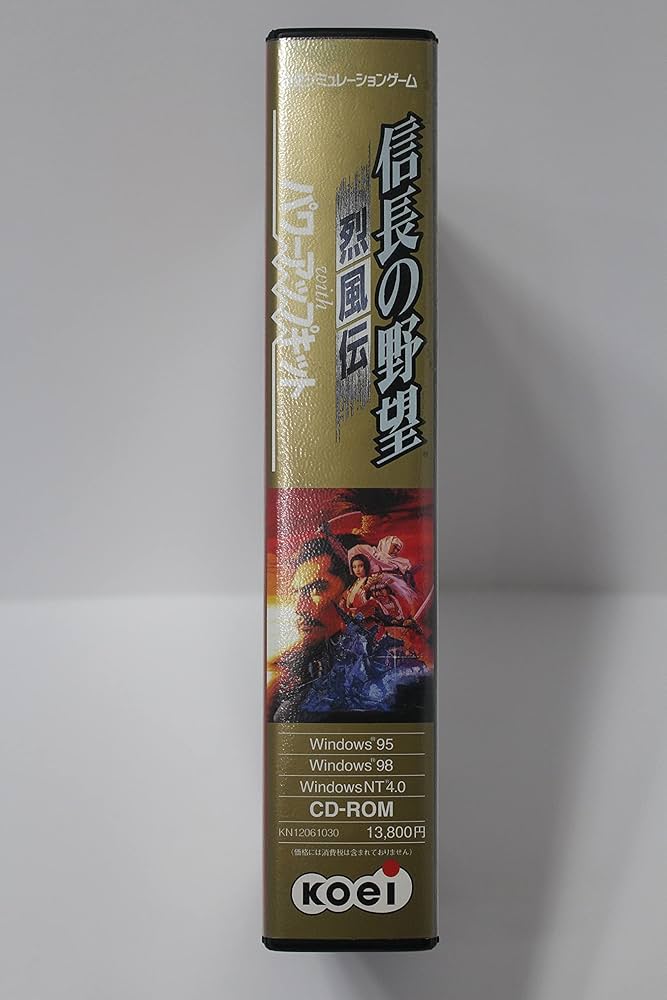 シミュレーションゲーム
信長の野望
烈風伝
with
パワーアップキット
Windows®95
Windows®98
WindowsNT®4.0
CD-ROM
KN12061030 13,800円
(価格には消費税は含まれておりません)
KOEI